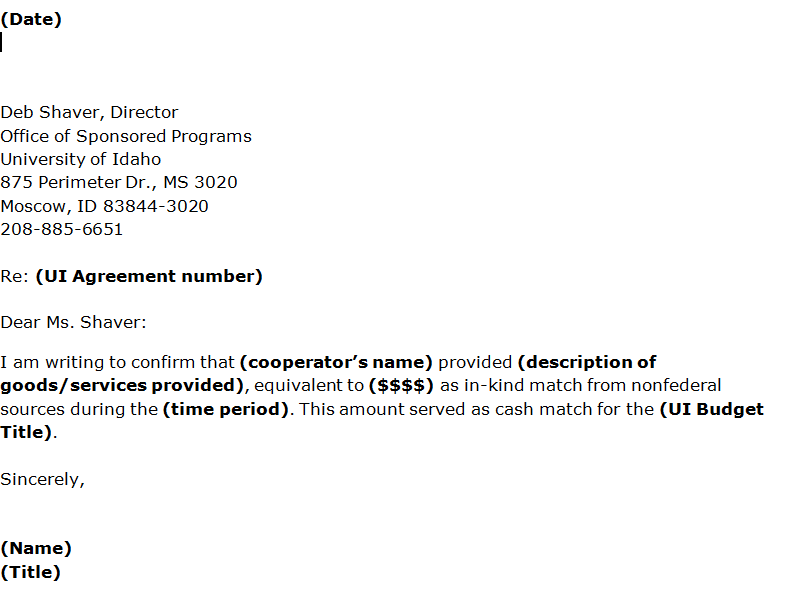 (Date)
Deb Shaver, Director
Office of Sponsored Programs
University of Idaho
875 Perimeter Dr., MS 3020
Moscow, ID 83844-3020
208-885-6651
Re: (UI Agreement number)
Dear Ms. Shaver:
I am writing to confirm that (cooperator’s name) provided (description of
goods/services provided), equivalent to ($$$$) as in-kind match from nonfederal
sources during the (time period). This amount served as cash match for the (UI Budget
Title).
Sincerely,
(Name)
(Title)